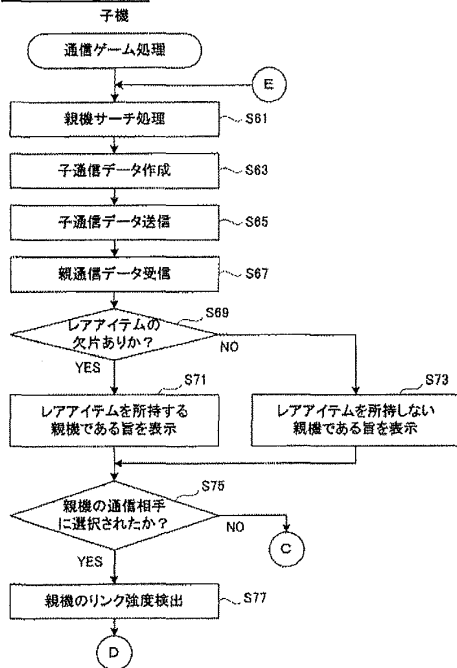 子機
通信ゲーム処理
E
親機サーチ処理
S61
子通信データ作成
S63
子通信データ送信
S65
親通信データ受信
S67
レアアイテムの
欠片ありか?
S69
YES
NO
レアアイテムを所持する
親機である旨を表示
S71
レアアイテムを所持しない
親機である旨を表示
S73
親機の通信相手
に選択されたか?
S75
YES
NO
C
親機のリンク強度検出
S77
D